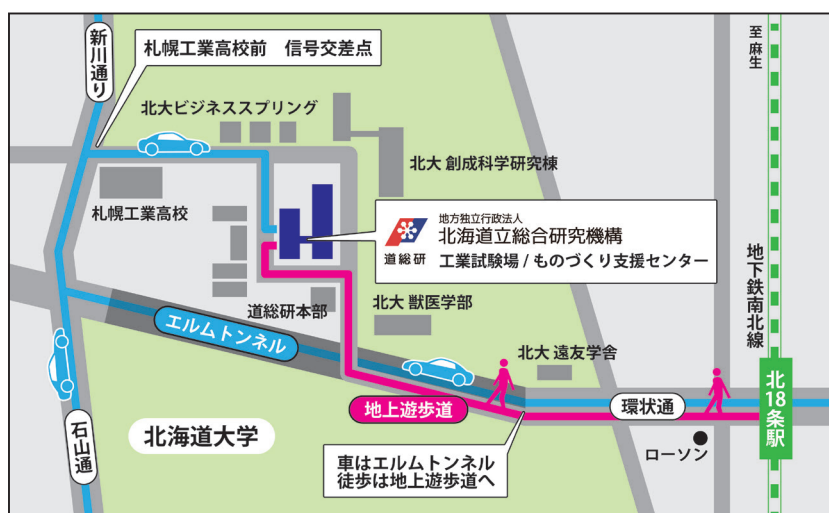 新川通り
札幌工業高校前 信号交差点
至 麻生
北大ビジネススプリング
北大 創成科学研究棟
札幌工業高校
地方独立行政法人
北海道立総合研究機構
道総研
工業試験場 / ものづくり支援センター
地下鉄南北線
道総研本部
北大 獣医学部
エルムトンネル
北大 遠友学舎
北18条駅
地上遊歩道
環状通
石山通
北海道大学
ローソン
車はエルムトンネル
徒歩は地上遊歩道へ